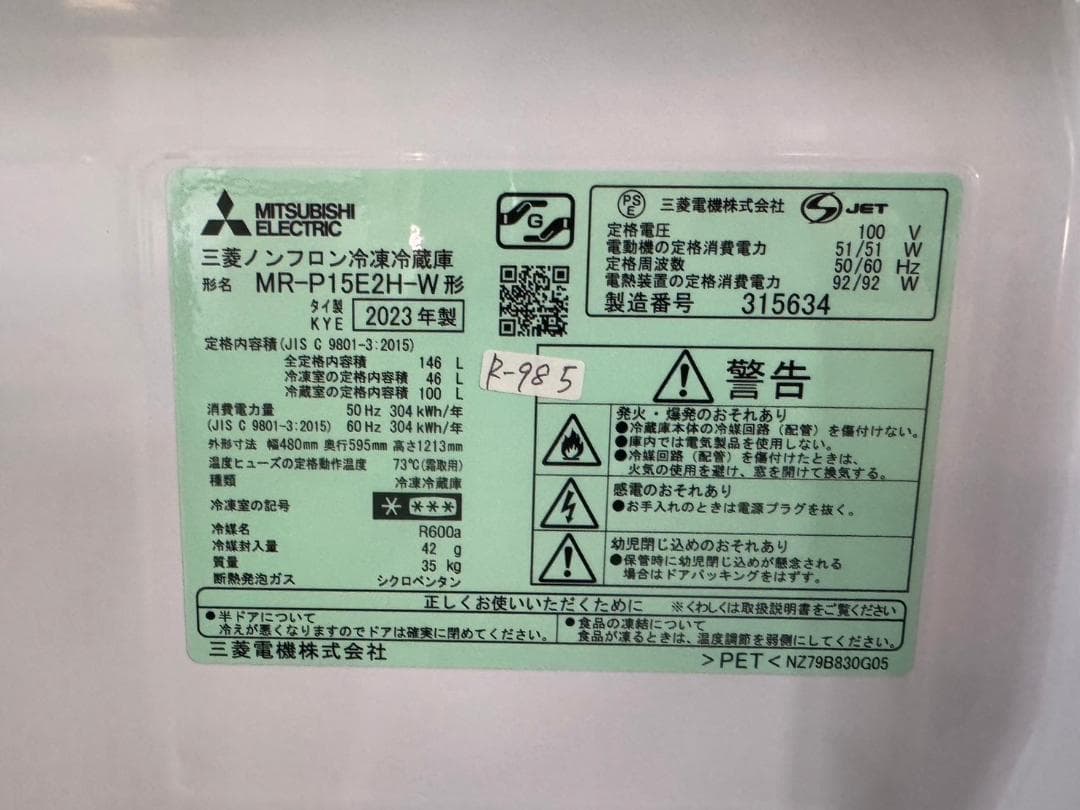 MITSUBISHI
ELECTRIC
三菱ノンフロン冷凍冷蔵庫
形名 MR-P15E2H-W形
タイ製
KYE 2023年製
G
PSE 三菱電機株式会社 S JET
定格電圧 100 V
電動機の定格消費電力 51/51 W
定格周波数 50/60 Hz
電熱装置の定格消費電力 92/92 W
製造番号 315634
定格内容積(JIS C 9801-3:2015)
全定格内容積 146 L
冷凍室の定格内容積 46 L
冷蔵室の定格内容積 100 L
消費電力量 50 Hz 304 kWh/年
(JIS C 9801-3:2015) 60 Hz 304 kWh/年
外形寸法 幅480mm 奥行595mm 高さ1213mm
温度ヒューズの定格動作温度 73℃(霜取用)
種類 冷凍冷蔵庫
冷凍室の記号 * ***
冷媒名 R600a
冷媒封入量 42 g
質量 35 kg
断熱発泡ガス シクロペンタン
R-985
警告
発火・爆発のおそれあり
●冷蔵庫本体の冷媒回路(配管)を傷付けない。
●庫内では電気製品を使用しない。
●冷媒回路(配管)を傷付けたときは、
火気の使用を避け、窓を開けて換気する。
感電のおそれあり
●お手入れのときは電源プラグを抜く。
幼児閉じ込めのおそれあり
●保管時に幼児閉じ込めが懸念される
場合はドアパッキングをはずす。
正しくお使いいただくために ※くわしくは取扱説明書をご覧ください
●半ドアについて
冷えが悪くなりますのでドアは確実に閉めてください。
●食品の凍結について
食品が凍るときは、温度調節を弱側にしてください。
三菱電機株式会社
>PET< NZ79B830G05